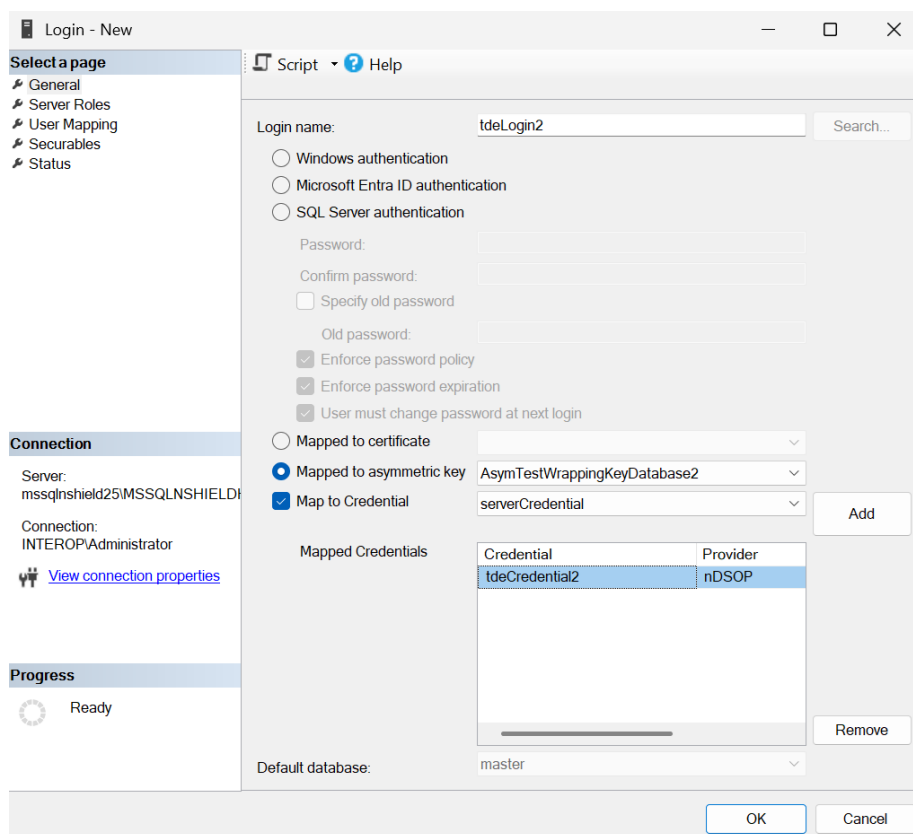 Login - New
Select a page
General
Server Roles
User Mapping
Securables
Status
Script
Help
Login name:
tdeLogin2
Search...
Windows authentication
Microsoft Entra ID authentication
SQL Server authentication
Password:
Confirm password:
Specify old password
Old password:
Enforce password policy
Enforce password expiration
User must change password at next login
Mapped to certificate
Mapped to asymmetric key
AsymTestWrappingKeyDatabase2
Map to Credential
serverCredential
Add
Mapped Credentials
Credential
Provider
tdeCredential2
nDSOP
Remove
Default database:
master
Connection
Server:
mssqlnshield25\MSSQLNSHIELD
Connection:
INTEROP\Administrator
View connection properties
Progress
Ready
OK
Cancel